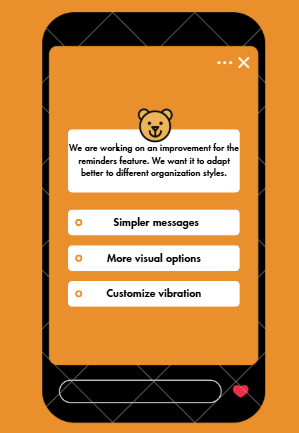 We are working on an improvement for the
reminders feature. We want it to adapt
better to different organization styles.
Simpler messages
More visual options
Customize vibration